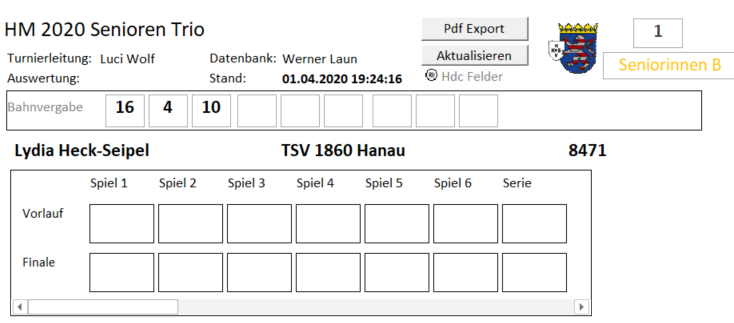 HM 2020 Senioren Trio
Pdf Export
1
Turnierleitung: Luci Wolf Datenbank: Werner Laun
Aktualisieren
Seniorinnen B
Auswertung: Stand: 01.04.2020 19:24:16
Hdc Felder
Bahnvergabe 16 4 10
Lydia Heck-Seipel TSV 1860 Hanau 8471
Spiel 1 Spiel 2 Spiel 3 Spiel 4 Spiel 5 Spiel 6 Serie
Vorlauf
Finale